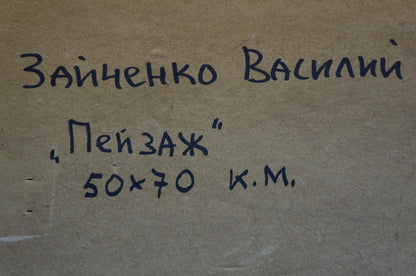 Зайченко Василий
„Пейзаж“
50×70 к.м.